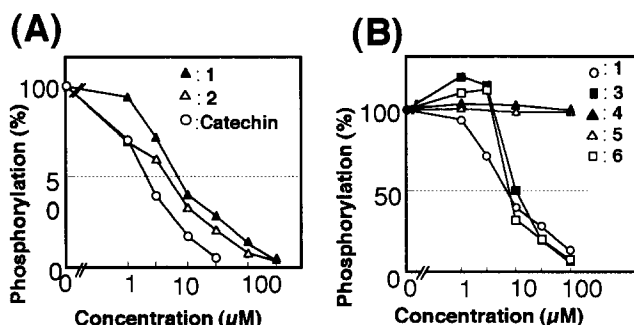 (A)
Phosphorylation (%)
100
5
0
0
▲ : 1
△ : 2
○ : Catechin
0
1
10
100
Concentration (µM)
(B)
Phosphorylation (%)
100
50
0
○ : 1
■ : 3
▲ : 4
△ : 5
□ : 6
0
1
10
100
Concentration (µM)